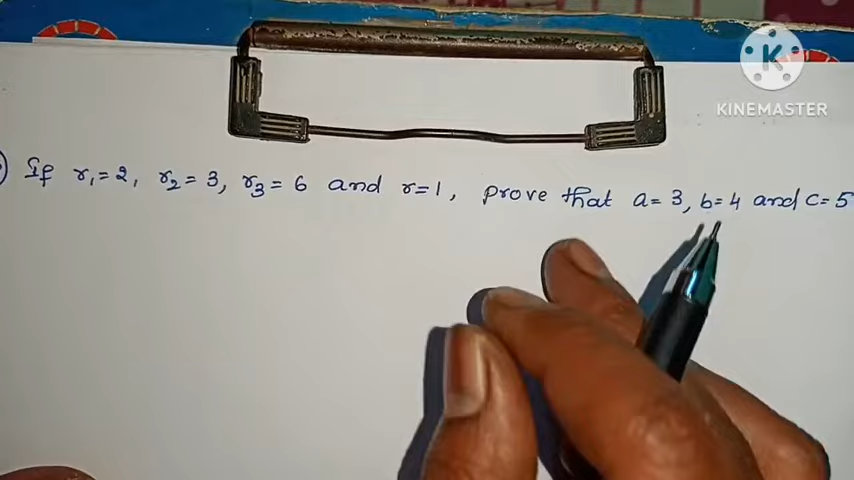 K
KINEMASTER
If r₁=2, r₂=3, r₃=6 and r=1, prove that a=3, b=4 and c=5